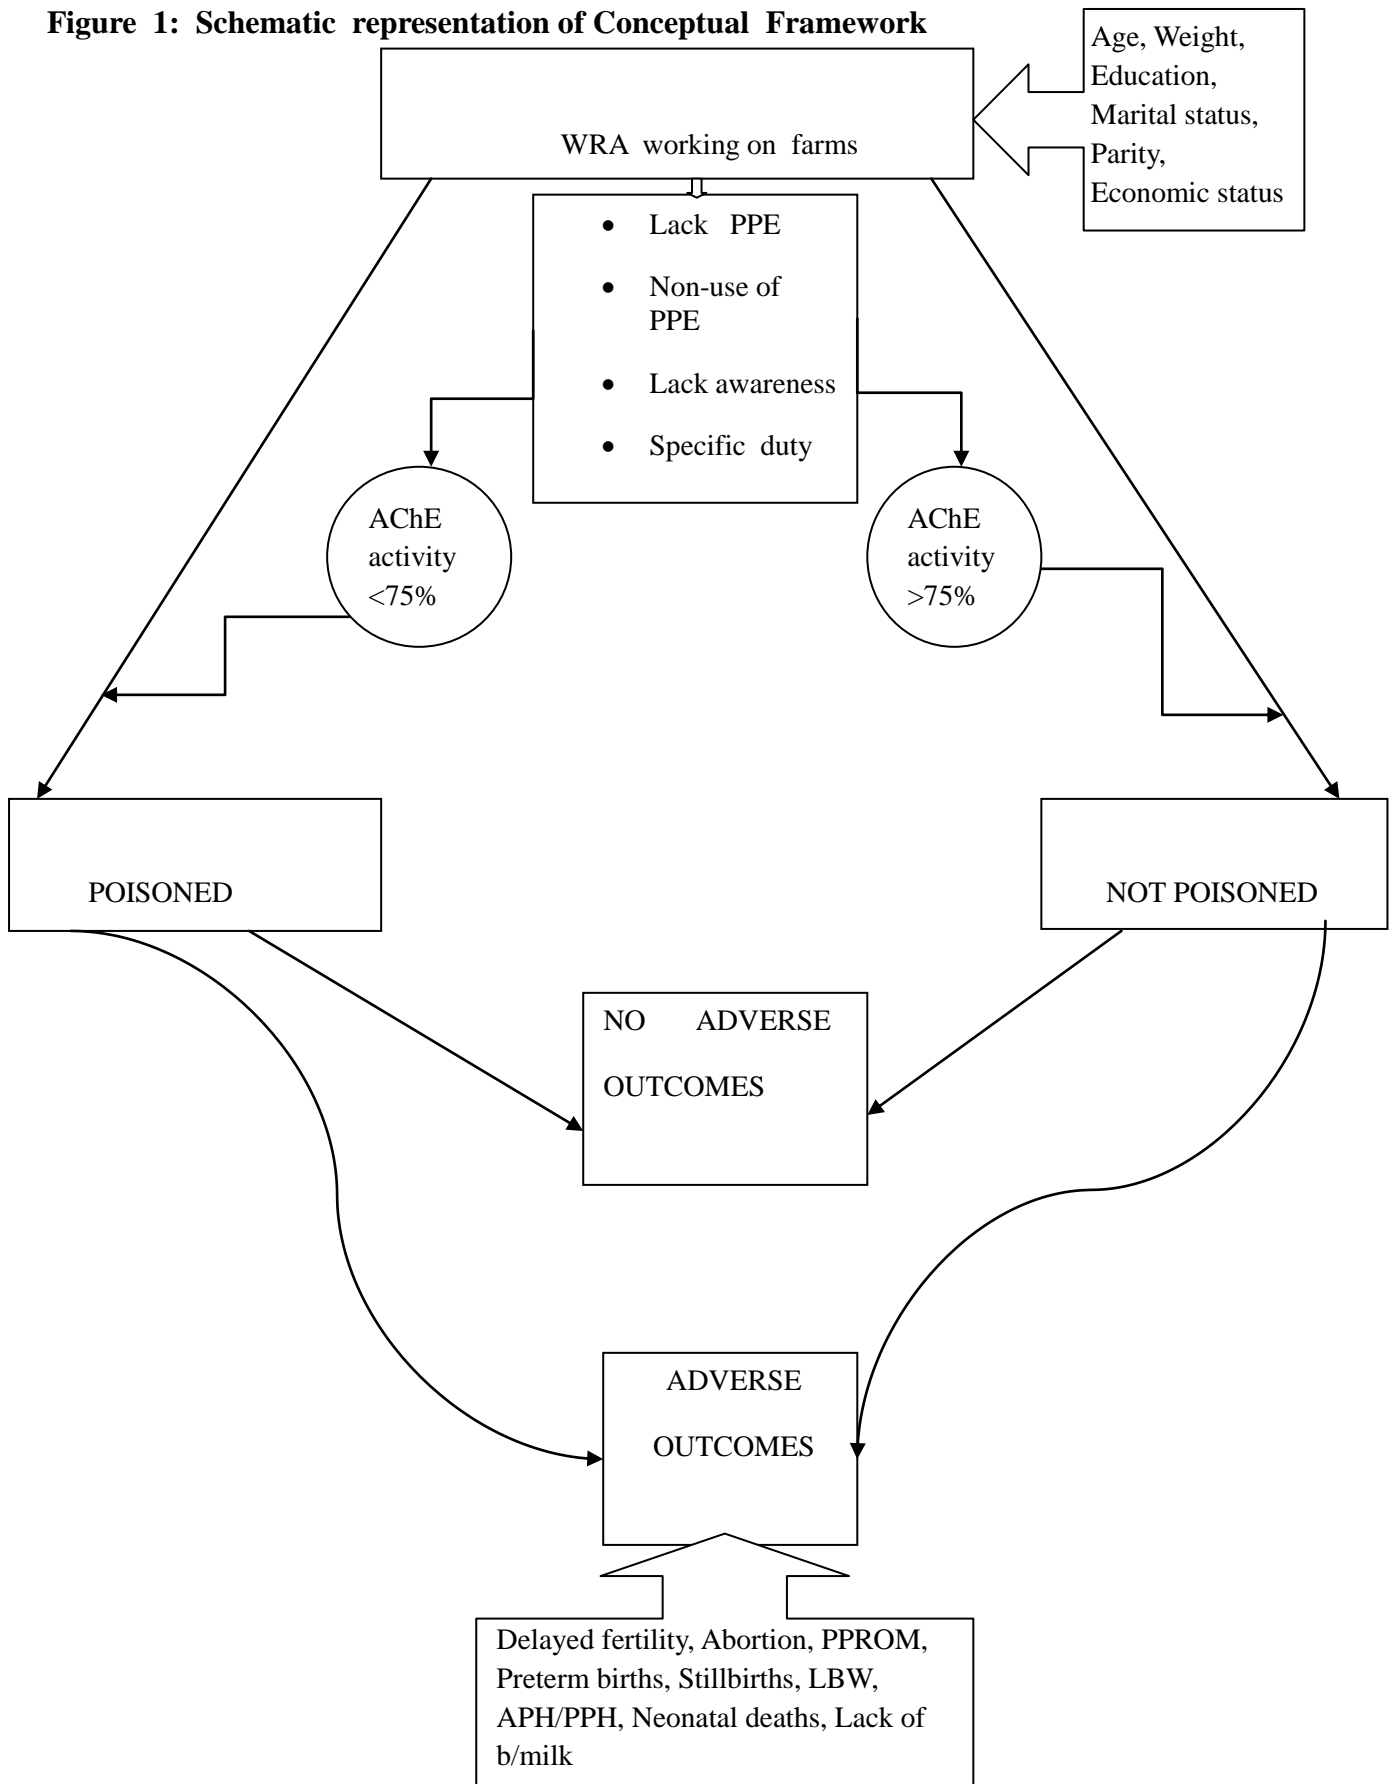 Figure 1: Schematic representation of Conceptual Framework
Age, Weight,
Education,
Marital status,
Parity,
Economic status
WRA working on farms
• Lack PPE
• Non-use of
PPE
• Lack awareness
• Specific duty
AChE
activity
<75%
AChE
activity
>75%
POISONED
NOT POISONED
NO ADVERSE
OUTCOMES
ADVERSE
OUTCOMES
Delayed fertility, Abortion, PPROM,
Preterm births, Stillbirths, LBW,
APH/PPH, Neonatal deaths, Lack of
b/milk